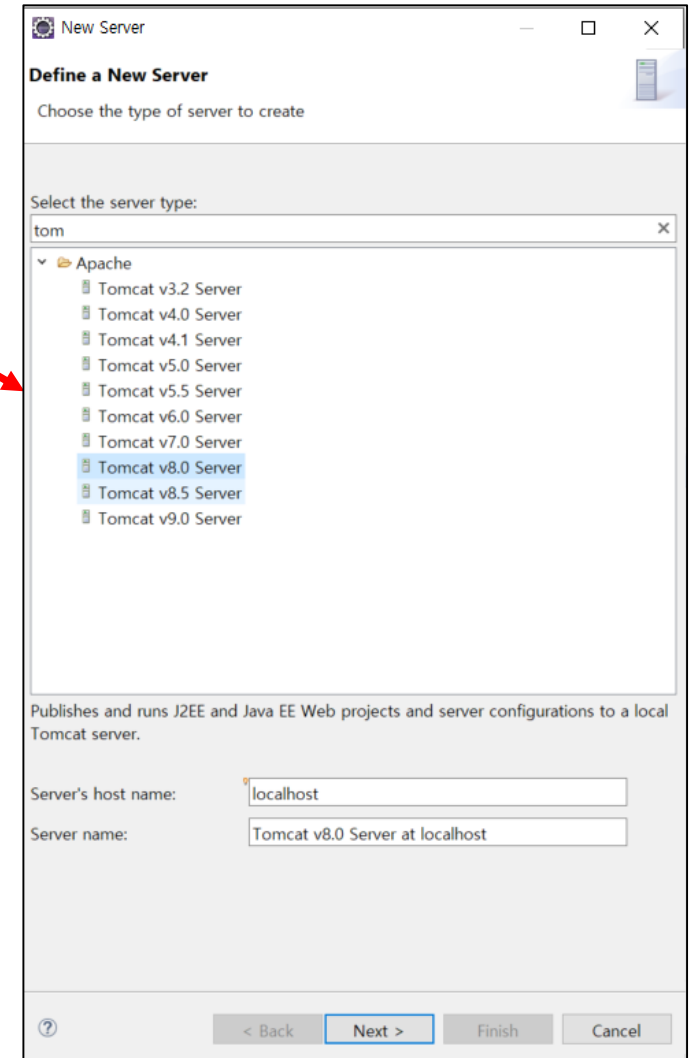 New Server
Define a New Server
Choose the type of server to create
Select the server type:
tom
Apache
Tomcat v3.2 Server
Tomcat v4.0 Server
Tomcat v4.1 Server
Tomcat v5.0 Server
Tomcat v5.5 Server
Tomcat v6.0 Server
Tomcat v7.0 Server
Tomcat v8.0 Server
Tomcat v8.5 Server
Tomcat v9.0 Server
Publishes and runs J2EE and Java EE Web projects and server configurations to a local
Tomcat server.
Server's host name: localhost
Server name: Tomcat v8.0 Server at localhost
? < Back Next > Finish Cancel